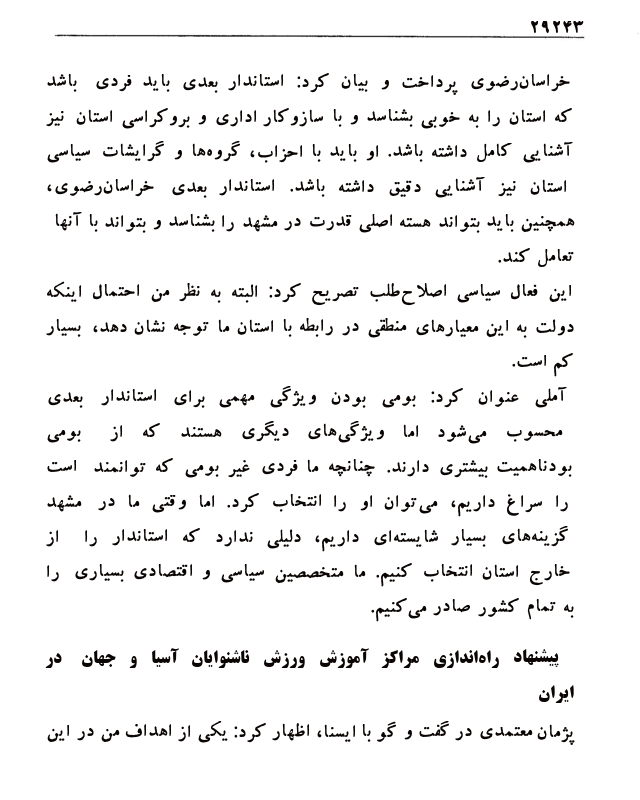 ۲۹۲۴۳
خراسان‌رضوی پرداخت و بیان کرد: استاندار بعدی باید فردی باشد
که استان را به خوبی بشناسد و با سازوکار اداری و بروکراسی استان نیز
آشنایی کامل داشته باشد. او باید با احزاب، گروه‌ها و گرایشات سیاسی
استان نیز آشنایی دقیق داشته باشد. استاندار بعدی خراسان‌رضوی،
همچنین باید بتواند هسته اصلی قدرت در مشهد را بشناسد و بتواند با آنها
تعامل کند.
این فعال سیاسی اصلاح‌طلب تصریح کرد: البته به نظر من احتمال اینکه
دولت به این معیارهای منطقی در رابطه با استان ما توجه نشان دهد، بسیار
کم است.
آملی عنوان کرد: بومی بودن ویژگی مهمی برای استاندار بعدی
محسوب می‌شود اما ویژگی‌های دیگری هستند که از بومی
بودناهمیت بیشتری دارند. چنانچه ما فردی غیر بومی که توانمند است
را سراغ داریم، می‌توان او را انتخاب کرد. اما وقتی ما در مشهد
گزینه‌های بسیار شایسته‌ای داریم، دلیلی ندارد که استاندار را از
خارج استان انتخاب کنیم. ما متخصصین سیاسی و اقتصادی بسیاری را
به تمام کشور صادر می‌کنیم.
پیشنهاد راه‌اندازی مراکز آموزش ورزش ناشنوایان آسیا و جهان در
ایران
پژمان معتمدی در گفت و گو با ایسنا، اظهار کرد: یکی از اهداف من در این